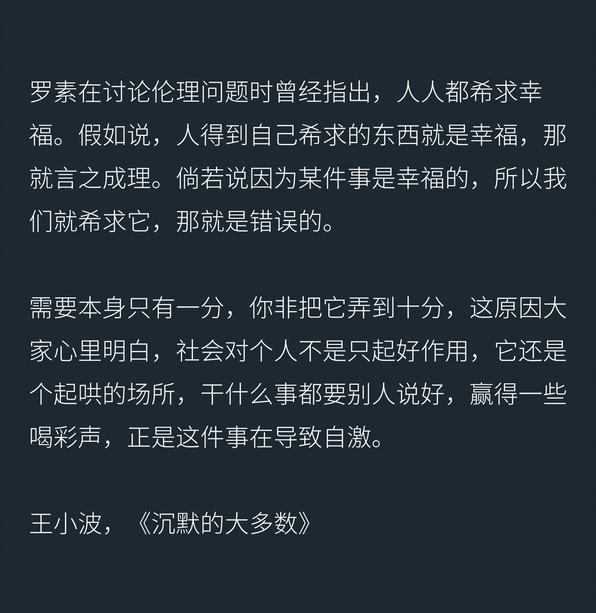 罗素在讨论伦理问题时曾经指出，人人都希求幸
福。假如说，人得到自己希求的东西就是幸福，那
就言之成理。倘若说因为某件事是幸福的，所以我
们就希求它，那就是错误的。
需要本身只有一分，你非把它弄到十分，这原因大
家心里明白，社会对个人不是只起好作用，它还是
个起哄的场所，干什么事都要别人说好，赢得一些
喝彩声，正是这件事在导致自激。
王小波，《沉默的大多数》